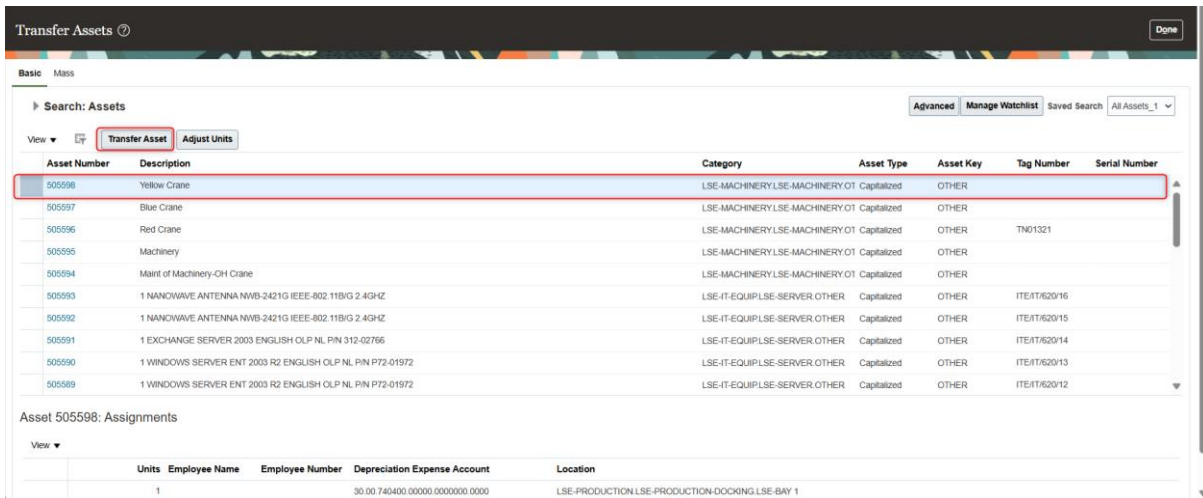 Transfer Assets
Done
Basic Mass
Search: Assets Advanced Manage Watchlist Saved Search All Assets_1
View Transfer Asset Adjust Units
Asset Number Description Category Asset Type Asset Key Tag Number Serial Number
505598 Yellow Crane LSE-MACHINERY.LSE-MACHINERY.OT Capitalized OTHER
505597 Blue Crane LSE-MACHINERY.LSE-MACHINERY.OT Capitalized OTHER
505596 Red Crane LSE-MACHINERY.LSE-MACHINERY.OT Capitalized OTHER TN01321
505595 Machinery LSE-MACHINERY.LSE-MACHINERY.OT Capitalized OTHER
505594 Maint of Machinery-OH Crane LSE-MACHINERY.LSE-MACHINERY.OT Capitalized OTHER
505593 1 NANOWAVE ANTENNA NWB-2421G IEEE-802.11B/G 2.4GHZ LSE-IT-EQUIP.LSE-SERVER.OTHER Capitalized OTHER ITE/IT/620/16
505592 1 NANOWAVE ANTENNA NWB-2421G IEEE-802.11B/G 2.4GHZ LSE-IT-EQUIP.LSE-SERVER.OTHER Capitalized OTHER ITE/IT/620/15
505591 1 EXCHANGE SERVER 2003 ENGLISH OLP NL P/N 312-02766 LSE-IT-EQUIP.LSE-SERVER.OTHER Capitalized OTHER ITE/IT/620/14
505590 1 WINDOWS SERVER ENT 2003 R2 ENGLISH OLP NL P/N P72-01972 LSE-IT-EQUIP.LSE-SERVER.OTHER Capitalized OTHER ITE/IT/620/13
505589 1 WINDOWS SERVER ENT 2003 R2 ENGLISH OLP NL P/N P72-01972 LSE-IT-EQUIP.LSE-SERVER.OTHER Capitalized OTHER ITE/IT/620/12
Asset 505598: Assignments
View
Units Employee Name Employee Number Depreciation Expense Account Location
1 30.00.740400.00000.0000000.0000 LSE-PRODUCTION.LSE-PRODUCTION-DOCKING.LSE-BAY 1